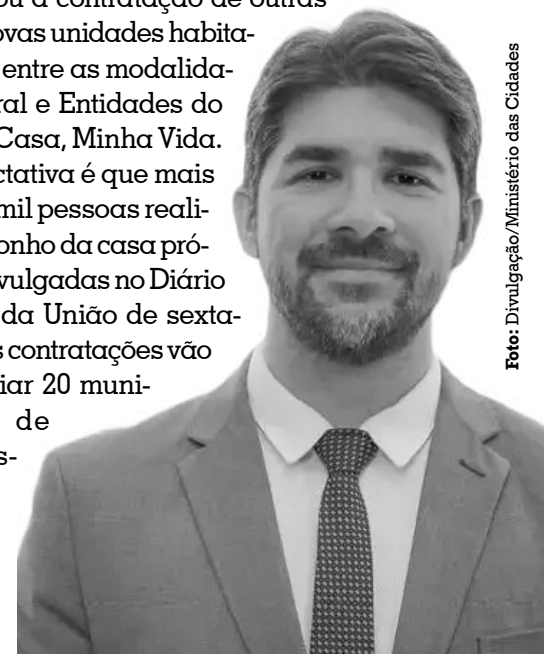 ou a contratação de outras
ovas unidades habita-
entre as modalida-
ral e Entidades do
Casa, Minha Vida.
ctativa é que mais
mil pessoas reali-
onho da casa pró-
vulgadas no Diário
da União de sexta-
s contratações vão
iar 20 muni-
de
s-
Foto: Divulgação/Ministério das Cidades